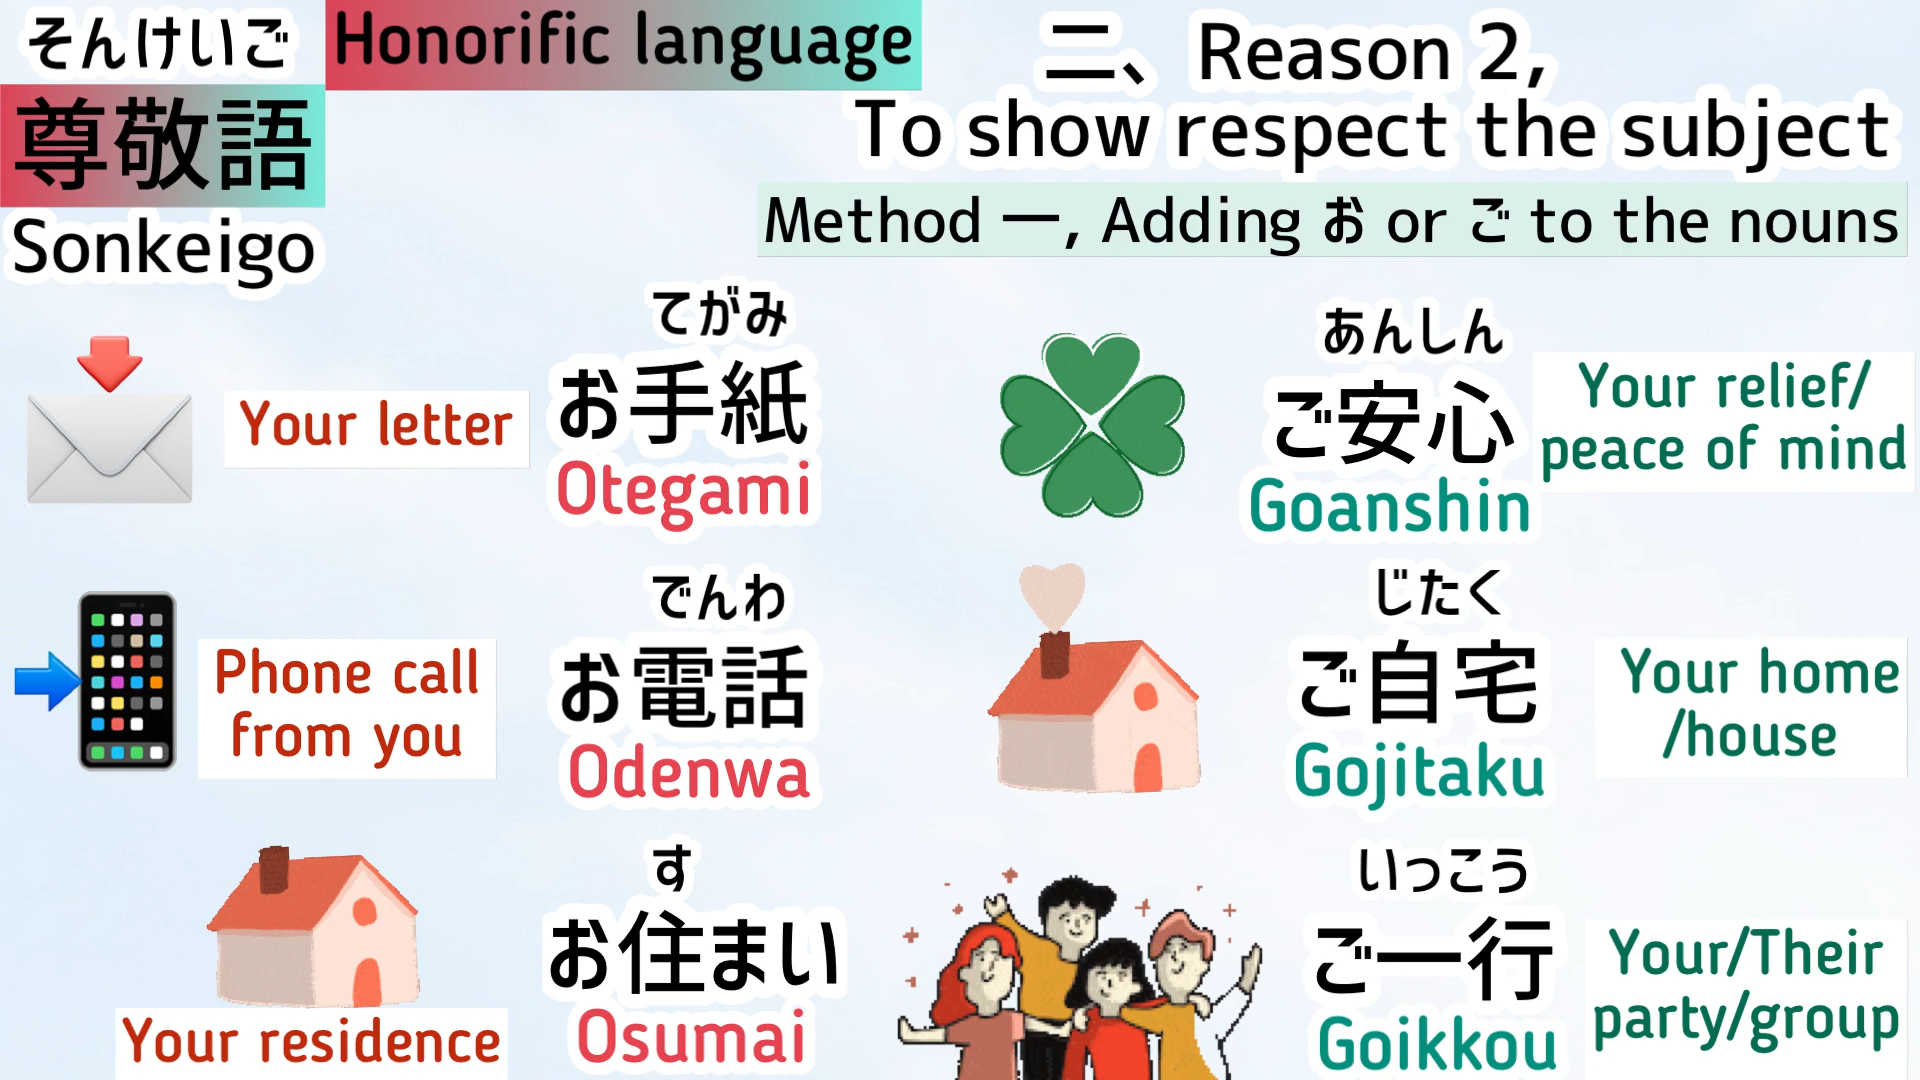 そんけいご
尊敬語
Sonkeigo
Honorific language
二、Reason 2,
To show respect the subject
Method 一, Adding お or ご to the nouns
Your letter
てがみ
お手紙
Otegami
Phone call
from you
でんわ
お電話
Odenwa
Your residence
す
お住まい
Osumai
あんしん
ご安心
Goanshin
Your relief/
peace of mind
じたく
ご自宅
Gojitaku
Your home
/house
いっこう
ご一行
Goikkou
Your/Their
party/group